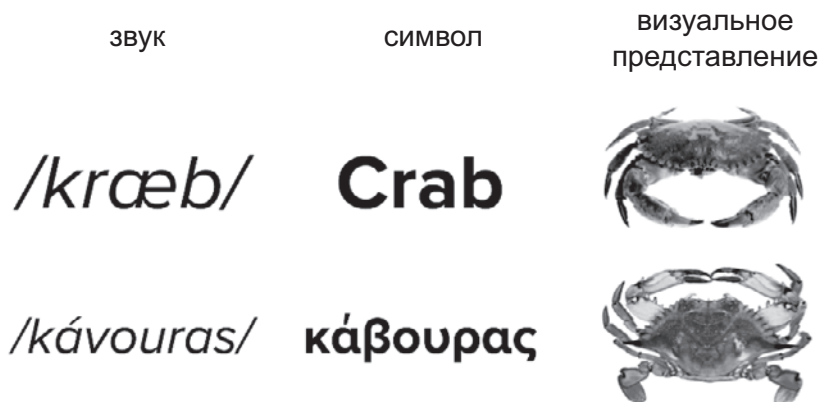 звук
символ
визуальное
представление
/kræb/
Crab
/kávouras/
κάβουρας